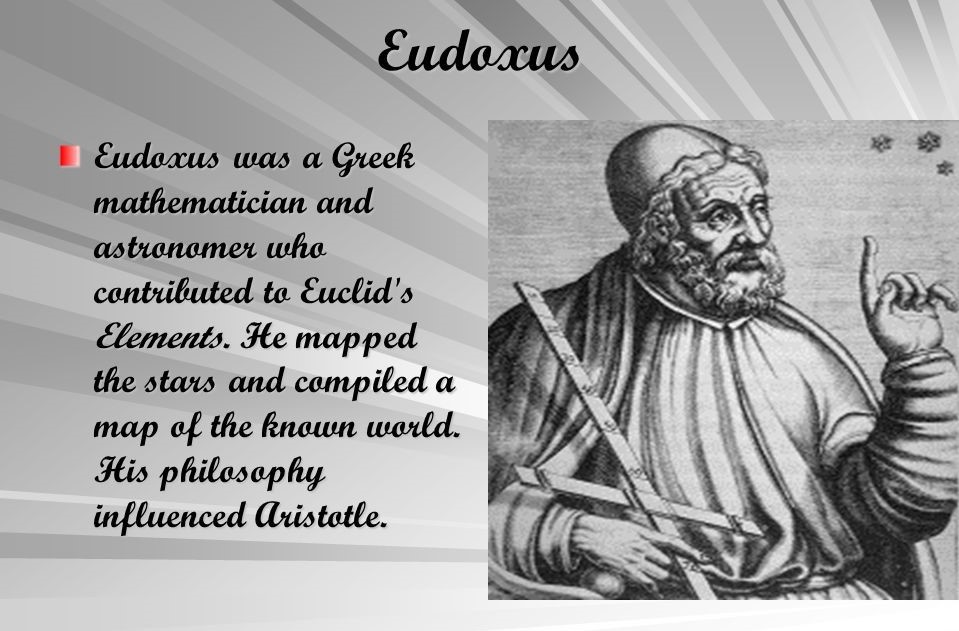 Eudoxus
Eudoxus was a Greek
mathematician and
astronomer who
contributed to Euclid's
Elements. He mapped
the stars and compiled a
map of the known world.
His philosophy
influenced Aristotle.